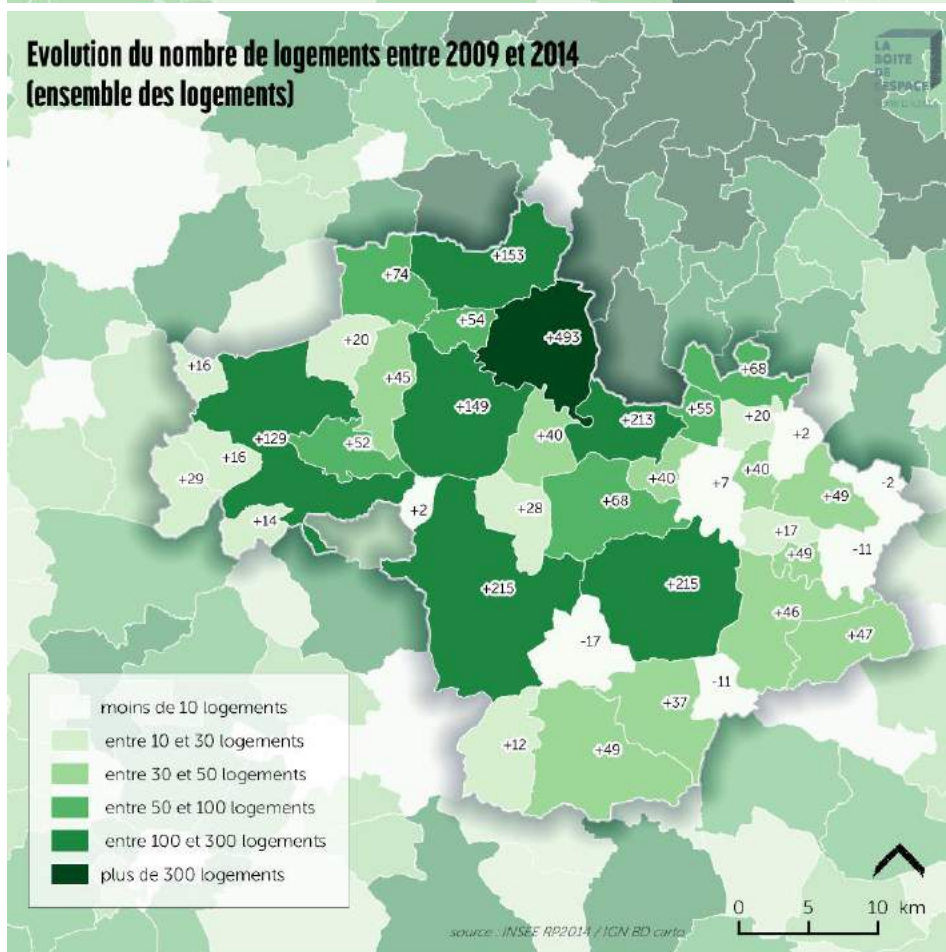 Evolution du nombre de logements entre 2009 et 2014
(ensemble des logements)
LA
BOITE
DE
L'ESPACE
+153
+74
+54
+493
+20
+16
+45
+68
+149
+213
+55
+20
+2
+129
+52
+40
+16
+29
+40
+7
+40
+49
-2
+2
+28
+68
+14
+17
+49
-11
+215
+215
+46
-17
+47
-11
+37
+12
+49
moins de 10 logements
entre 10 et 30 logements
entre 30 et 50 logements
entre 50 et 100 logements
entre 100 et 300 logements
plus de 300 logements
0 5 10 km
source : INSEE RP2014 / IGN BD carto